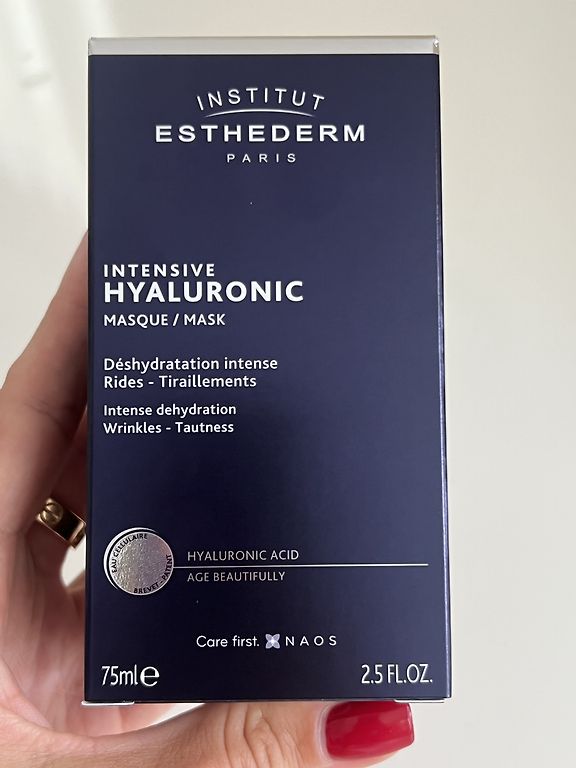 INSTITUT
ESTHEDERM
PARIS
INTENSIVE
HYALURONIC
MASQUE / MASK
Déshydratation intense
Rides - Tiraillements
Intense dehydration
Wrinkles - Tautness
EAU CELLULAIRE
BREVET - PATENT
HYALURONIC ACID
AGE BEAUTIFULLY
Care first. NAOS
75ml℮
2.5 FL.OZ.